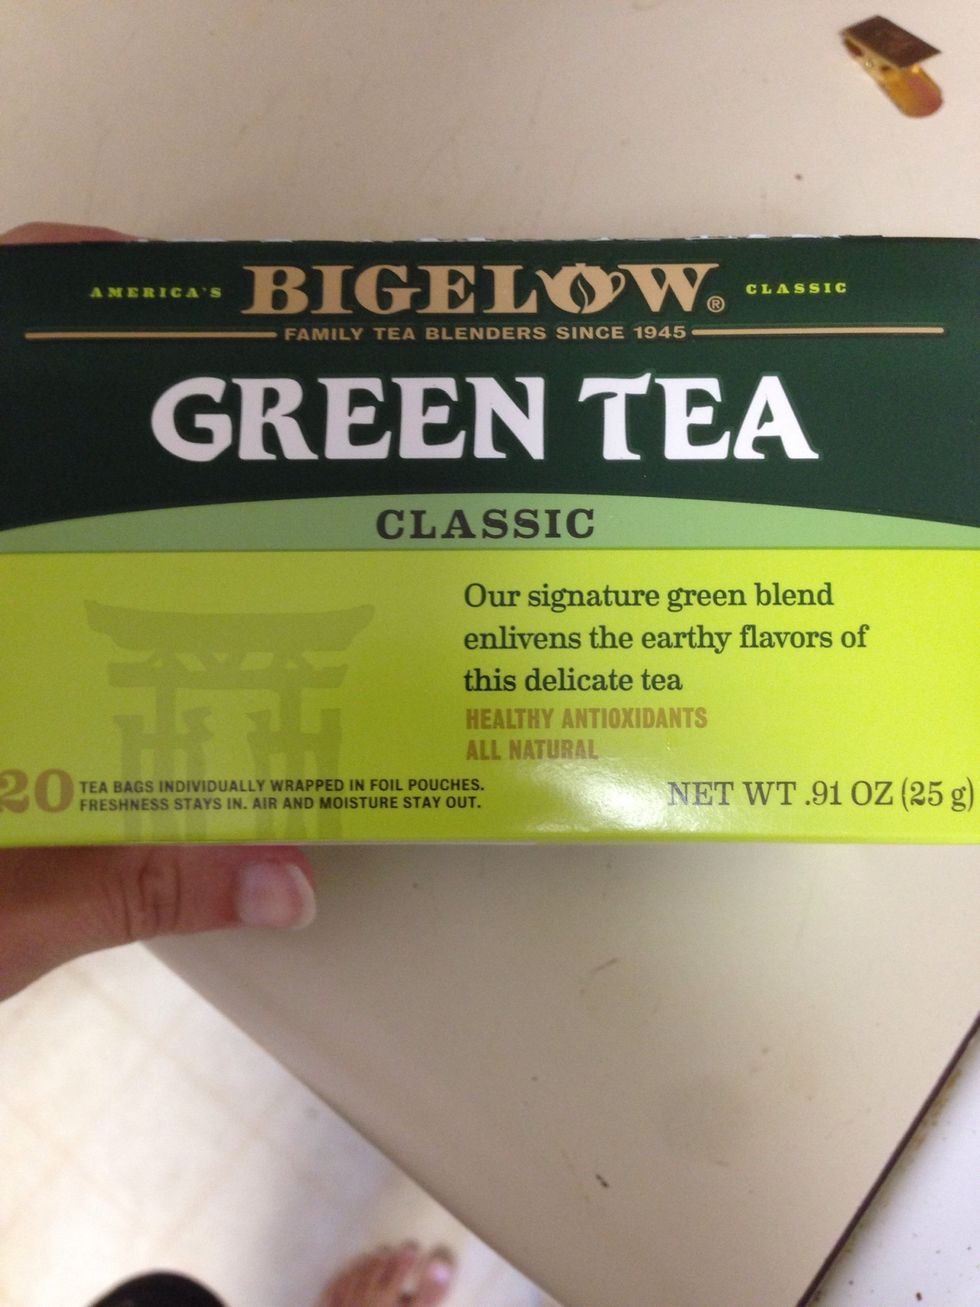 AMERICA'S BIGELOW® CLASSIC
FAMILY TEA BLENDERS SINCE 1945
GREEN TEA
CLASSIC
Our signature green blend
enlivens the earthy flavors of
this delicate tea
HEALTHY ANTIOXIDANTS
ALL NATURAL
20 TEA BAGS INDIVIDUALLY WRAPPED IN FOIL POUCHES.
FRESHNESS STAYS IN. AIR AND MOISTURE STAY OUT.
NET WT .91 OZ (25 g)